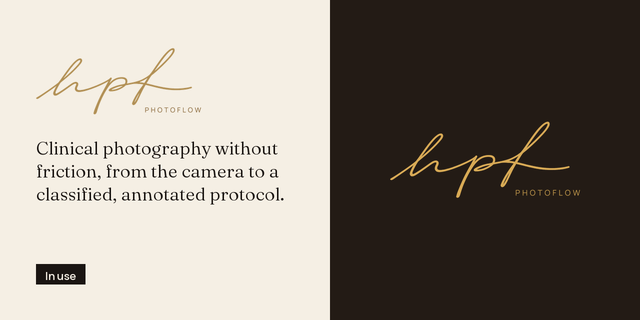 hpf
PHOTOFLOW
Clinical photography without
friction, from the camera to a
classified, annotated protocol.
In use
hpf
PHOTOFLOW